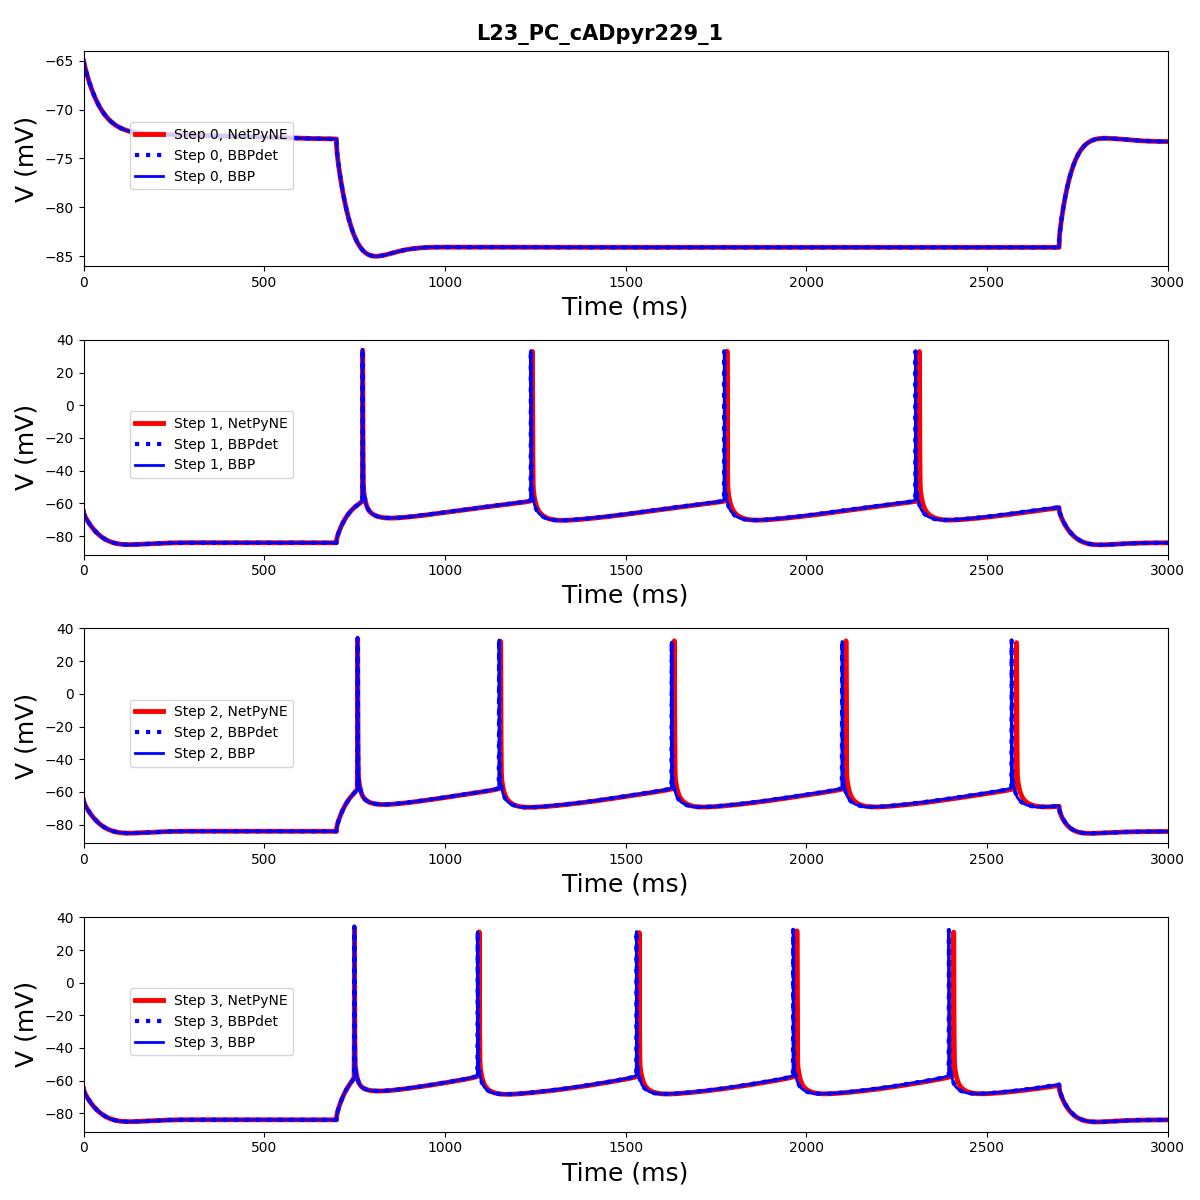 L23_PC_cADpyr229_1
−65
−70
−75
−80
−85
V (mV)
Step 0, NetPyNE
Step 0, BBPdet
Step 0, BBP
0 500 1000 1500 2000 2500 3000
Time (ms)
40
20
0
−20
−40
−60
−80
V (mV)
Step 1, NetPyNE
Step 1, BBPdet
Step 1, BBP
0 500 1000 1500 2000 2500 3000
Time (ms)
40
20
0
−20
−40
−60
−80
V (mV)
Step 2, NetPyNE
Step 2, BBPdet
Step 2, BBP
0 500 1000 1500 2000 2500 3000
Time (ms)
40
20
0
−20
−40
−60
−80
V (mV)
Step 3, NetPyNE
Step 3, BBPdet
Step 3, BBP
0 500 1000 1500 2000 2500 3000
Time (ms)